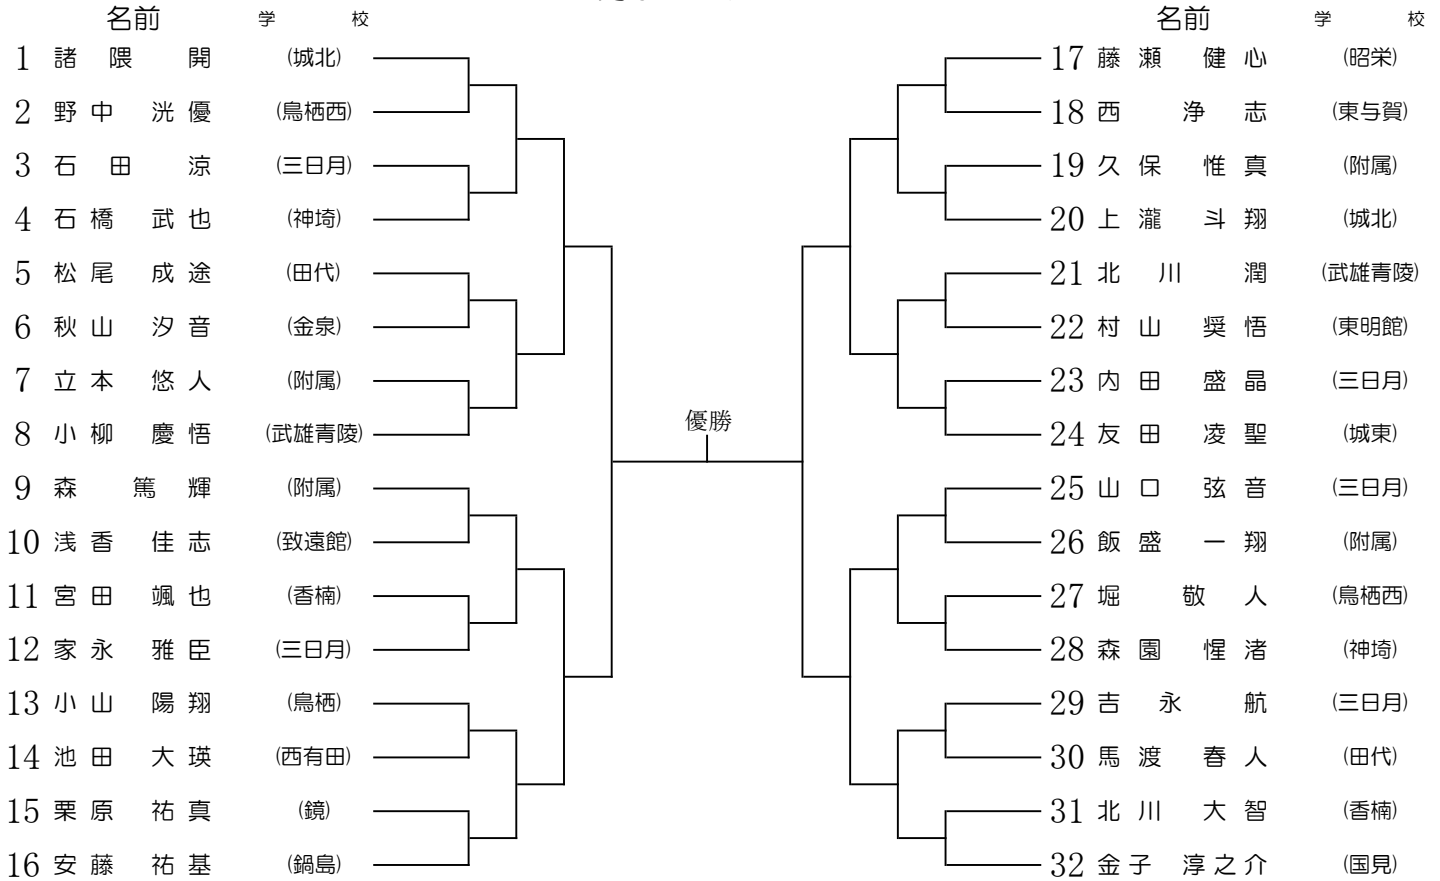 名前 学 校 名前 学 校
1 諸 隈 開 (城北) 17 藤 瀬 健 心 (昭栄)
2 野 中 洸 優 (鳥栖西) 18 西 浄 志 (東与賀)
3 石 田 涼 (三日月) 19 久 保 惟 真 (附属)
4 石 橋 武 也 (神埼) 20 上 瀧 斗 翔 (城北)
5 松 尾 成 途 (田代) 21 北 川 潤 (武雄青陵)
6 秋 山 汐 音 (金泉) 22 村 山 奨 悟 (東明館)
7 立 本 悠 人 (附属) 23 内 田 盛 晶 (三日月)
8 小 柳 慶 悟 (武雄青陵) 優勝 24 友 田 凌 聖 (城東)
9 森 篤 輝 (附属) 25 山 口 弦 音 (三日月)
10 浅 香 佳 志 (致遠館) 26 飯 盛 一 翔 (附属)
11 宮 田 颯 也 (香楠) 27 堀 敬 人 (鳥栖西)
12 家 永 雅 臣 (三日月) 28 森 園 惺 渚 (神埼)
13 小 山 陽 翔 (鳥栖) 29 吉 永 航 (三日月)
14 池 田 大 瑛 (西有田) 30 馬 渡 春 人 (田代)
15 栗 原 祐 真 (鏡) 31 北 川 大 智 (香楠)
16 安 藤 祐 基 (鍋島) 32 金 子 淳 之 介 (国見)